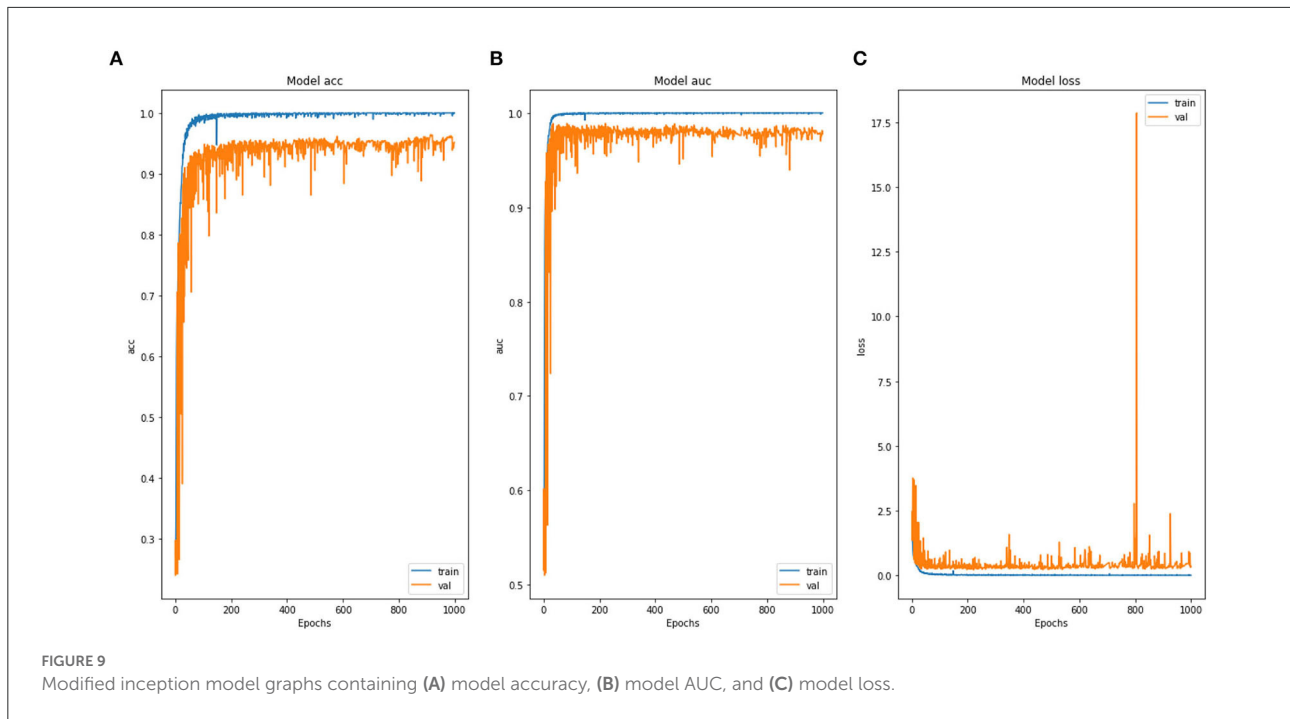 A
B
C
Model acc
Model auc
Model loss
1.0
0.9
0.8
0.7
0.6
0.5
0.4
0.3
acc
0
200
400
600
800
1000
Epochs
train
val
1.0
0.9
0.8
0.7
0.6
0.5
auc
0
200
400
600
800
1000
Epochs
train
val
17.5
15.0
12.5
10.0
7.5
5.0
2.5
0.0
loss
0
200
400
600
800
1000
Epochs
train
val
FIGURE 9
Modified inception model graphs containing (A) model accuracy, (B) model AUC, and (C) model loss.